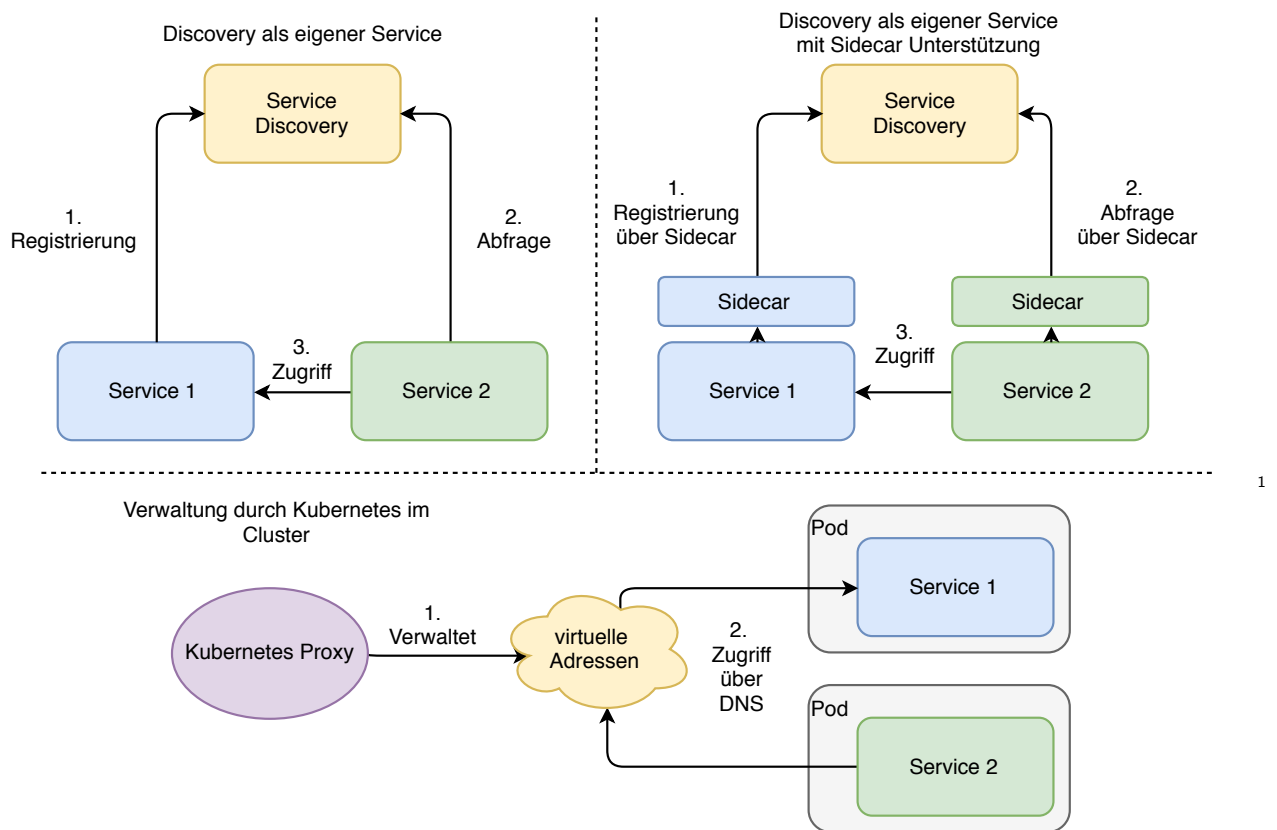 Discovery als eigener Service
Service
Discovery
1.
Registrierung
2.
Abfrage
3.
Zugriff
Service 1
Service 2
Discovery als eigener Service
mit Sidecar Unterstützung
Service
Discovery
1.
Registrierung
über Sidecar
2.
Abfrage
über Sidecar
Sidecar
Sidecar
3.
Zugriff
Service 1
Service 2
1
Verwaltung durch Kubernetes im
Cluster
Kubernetes Proxy
1.
Verwaltet
virtuelle
Adressen
2.
Zugriff
über
DNS
Pod
Service 1
Pod
Service 2